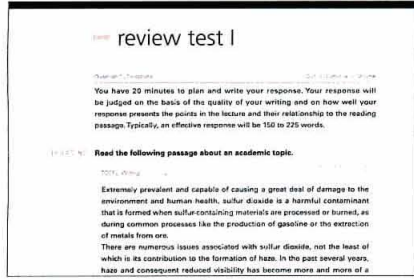 review test I
You have 20 minutes to plan and write your response. Your response will
be judged on the basis of the quality of your writing and on how well your
response presents the points in the lecture and their relationship to the reading
passage. Typically, an effective response will be 150 to 225 words.
Read the following passage about an academic topic.
Extremely prevalent and capable of causing a great deal of damage to the
environment and human health, sulfur dioxide is a harmful contaminant
that is formed when sulfur-containing materials are processed or burned, as
during common processes like the production of gasoline or the extraction
of metals from ore.
There are numerous issues associated with sulfur dioxide, not the least of
which is its contribution to the formation of haze. In the past several years,
haze and consequent reduced visibility has become more and more of a